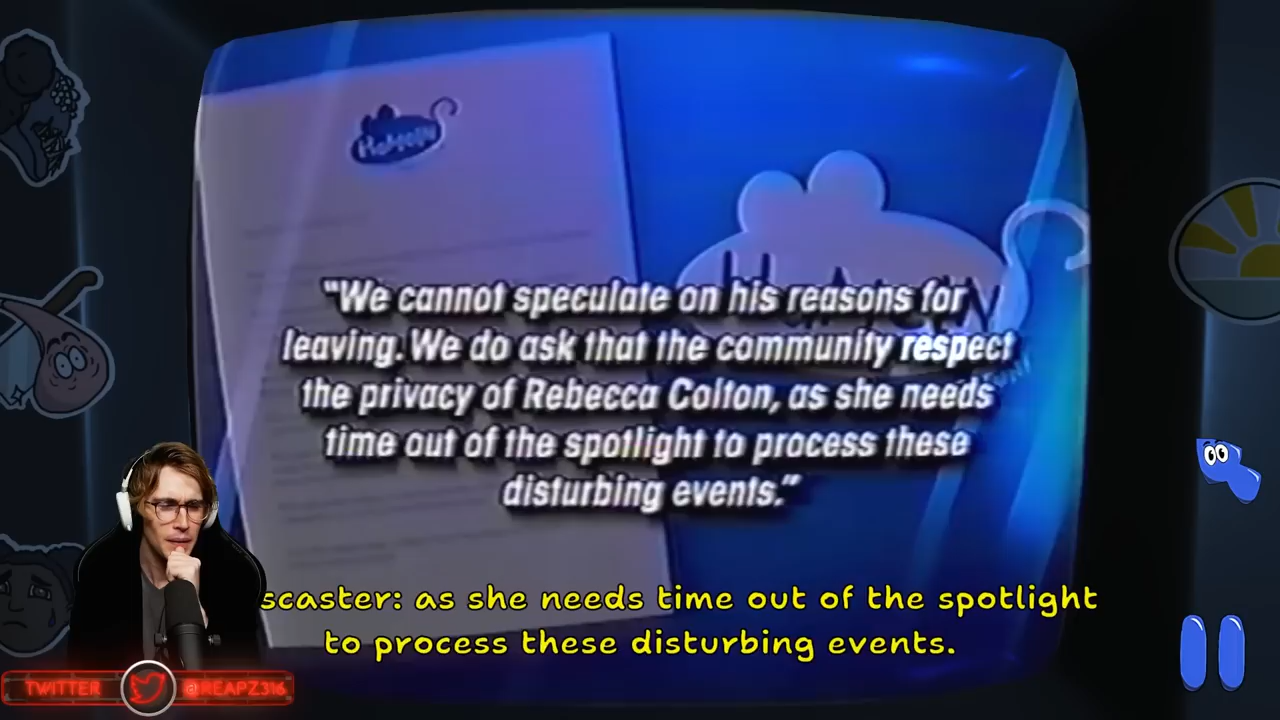 "We cannot speculate on his reasons for
leaving. We do ask that the community respect
the privacy of Rebecca Colton, as she needs
time out of the spotlight to process these
disturbing events."
scaster: as she needs time out of the spotlight
to process these disturbing events.
TWITTER @REAPZ316